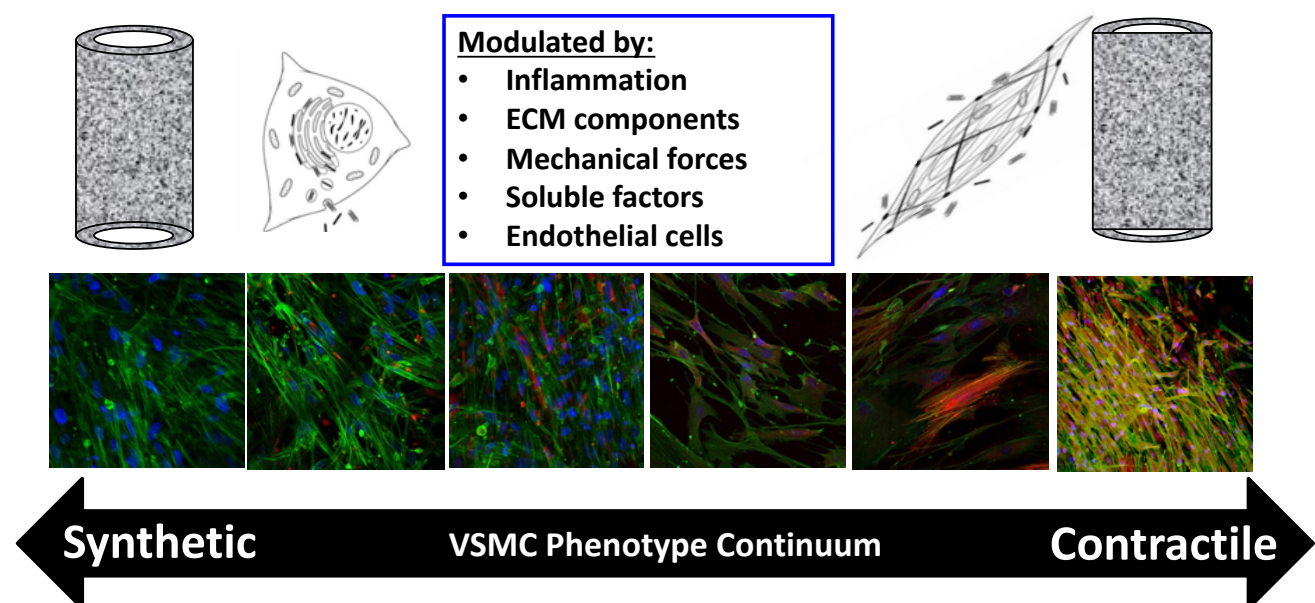 Modulated by:
• Inflammation
• ECM components
• Mechanical forces
• Soluble factors
• Endothelial cells
Synthetic
VSMC Phenotype Continuum
Contractile